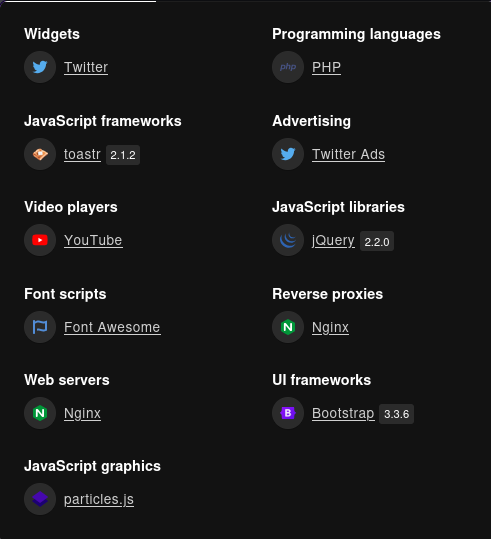 Widgets
Twitter
Programming languages
php PHP
JavaScript frameworks
toastr 2.1.2
Advertising
Twitter Ads
Video players
YouTube
JavaScript libraries
jQuery 2.2.0
Font scripts
Font Awesome
Reverse proxies
N Nginx
Web servers
N Nginx
UI frameworks
B Bootstrap 3.3.6
JavaScript graphics
particles.js